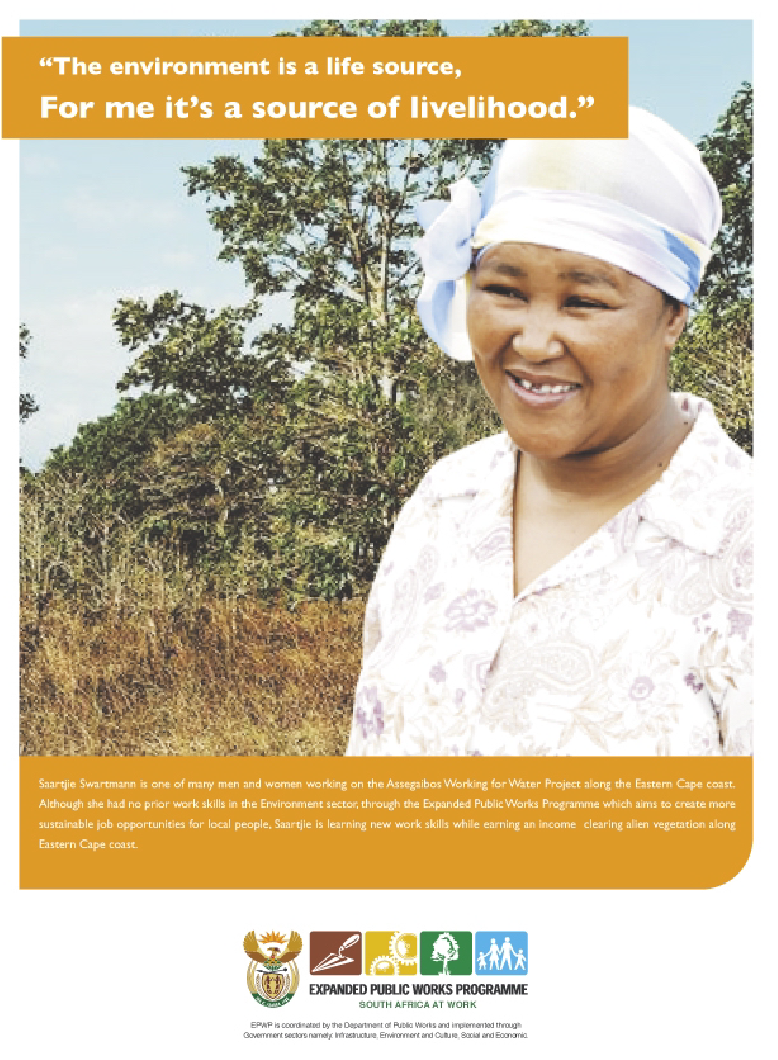 “The environment is a life source,
For me it’s a source of livelihood.”
Saartjie Swartmann is one of many men and women working on the Assegaibos Working for Water Project along the Eastern Cape coast.
Although she had no prior work skills in the Environment sector, through the Expanded Public Works Programme which aims to create more
sustainable job opportunities for local people, Saartjie is learning new work skills while earning an income clearing alien vegetation along
Eastern Cape coast.
EXPANDED PUBLIC WORKS PROGRAMME
SOUTH AFRICA AT WORK
EPWP is coordinated by the Department of Public Works and implemented through
Government sectors namely: Infrastructure, Environment and Culture, Social and Economic.